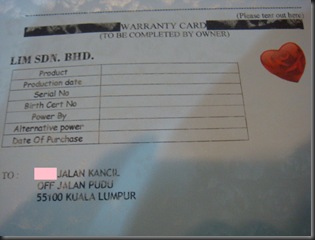 (Please tear out here)
WARRANTY CARD
(TO BE COMPLETED BY OWNER)
LIM SDN. BHD.
Product
Production date
Serial No
Birth Cert No
Power By
Alternative power
Date Of Purchase
TO : JALAN KANCIL
OFF JALAN PUDU
55100 KUALA LUMPUR